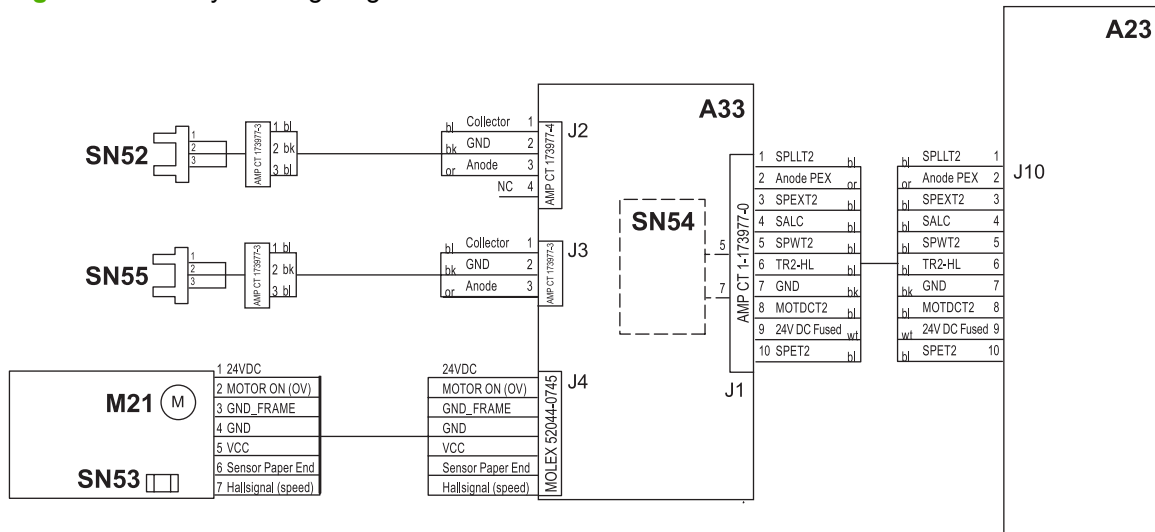 A23
A33
SN52
1
2
3
1 bl
2 bk
3 bl
AMP CT 173977-3
bl Collector 1
bk GND 2
or Anode 3
NC 4
AMP CT 173977-4
J2
SN55
1
2
3
1 bl
2 bk
3 bl
AMP CT 173977-3
bl Collector 1
bk GND 2
or Anode 3
AMP CT 173977-3
J3
SN54
5
7
AMP CT 1-173977-0
J1
1 SPLLT2 bl
2 Anode PEX or
3 SPEXT2 bl
4 SALC bl
5 SPWT2 bl
6 TR2-HL bl
7 GND bk
8 MOTDCT2 bl
9 24V DC Fused wt
10 SPET2 bl
bl SPLLT2 1
or Anode PEX 2
bl SPEXT2 3
bl SALC 4
bl SPWT2 5
bl TR2-HL 6
bk GND 7
bl MOTDCT2 8
wt 24V DC Fused 9
bl SPET2 10
J10
M21
M
SN53
1 24VDC
2 MOTOR ON (OV)
3 GND_FRAME
4 GND
5 VCC
6 Sensor Paper End
7 Hallsignal (speed)
24VDC
MOTOR ON (OV)
GND_FRAME
GND
VCC
Sensor Paper End
Hallsignal (speed)
MOLEX 52044-0745
J4